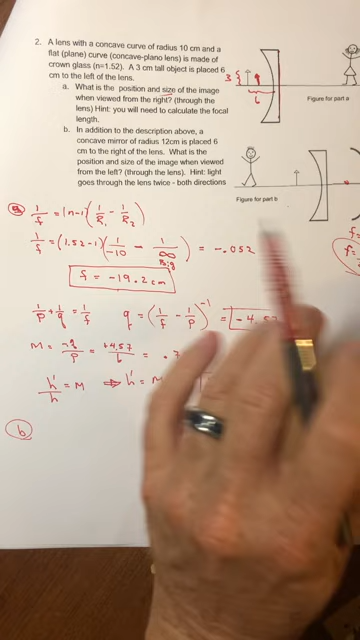 2. A lens with a concave curve of radius 10 cm and a
flat (plane) curve (concave-plano lens) is made of
crown glass (n=1.52). A 3 cm tall object is placed 6
cm to the left of the lens.
a. What is the position and size of the image
when viewed from the right? (through the
lens) Hint: you will need to calculate the focal
length.
b. In addition to the description above, a
concave mirror of radius 12cm is placed 6
cm to the right of the lens. What is the
position and size of the image when viewed
from the left? (through the lens). Hint: light
goes through the lens twice - both directions
3
6
Figure for part a
Figure for part b
a
1/f = (n-1)(1/R1 - 1/R2)
1/f = (1.52-1)(1/-10 - 1/∞) = -.052
Big
f = -19.2 cm
1/p + 1/q = 1/f q = (1/f - 1/p)^-1 = -4.57
M = -q/p = +4.57/6 = .7
h'/h = M ⇒ h' = M
b
f=